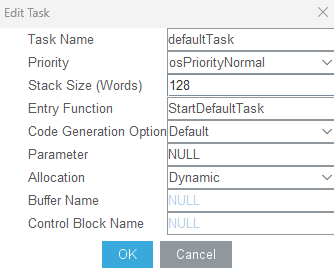 Edit Task
Task Name defaultTask
Priority osPriorityNormal
Stack Size (Words) 128
Entry Function StartDefaultTask
Code Generation Option Default
Parameter NULL
Allocation Dynamic
Buffer Name NULL
Control Block Name NULL
OK Cancel